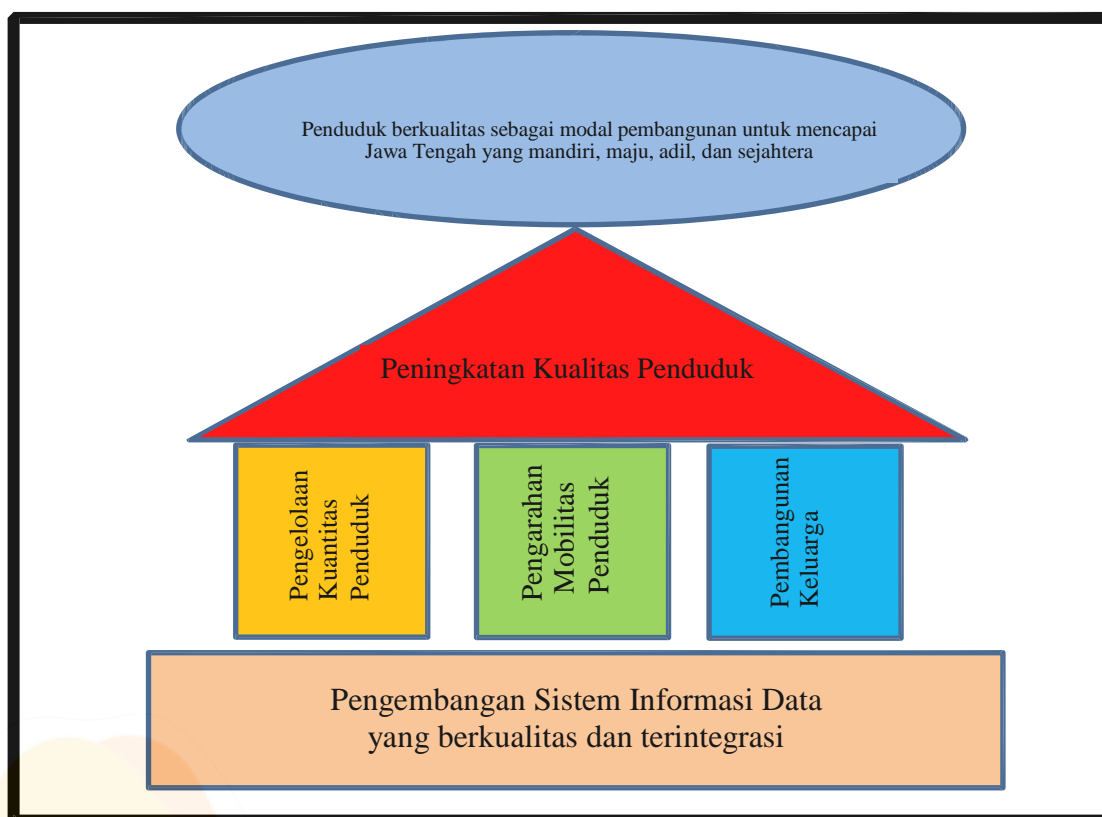 Penduduk berkualitas sebagai modal pembangunan untuk mencapai
Jawa Tengah yang mandiri, maju, adil, dan sejahtera
Peningkatan Kualitas Penduduk
Pengelolaan
Kuantitas
Penduduk
Pengarahan
Mobilitas
Penduduk
Pembangunan
Keluarga
Pengembangan Sistem Informasi Data
yang berkualitas dan terintegrasi